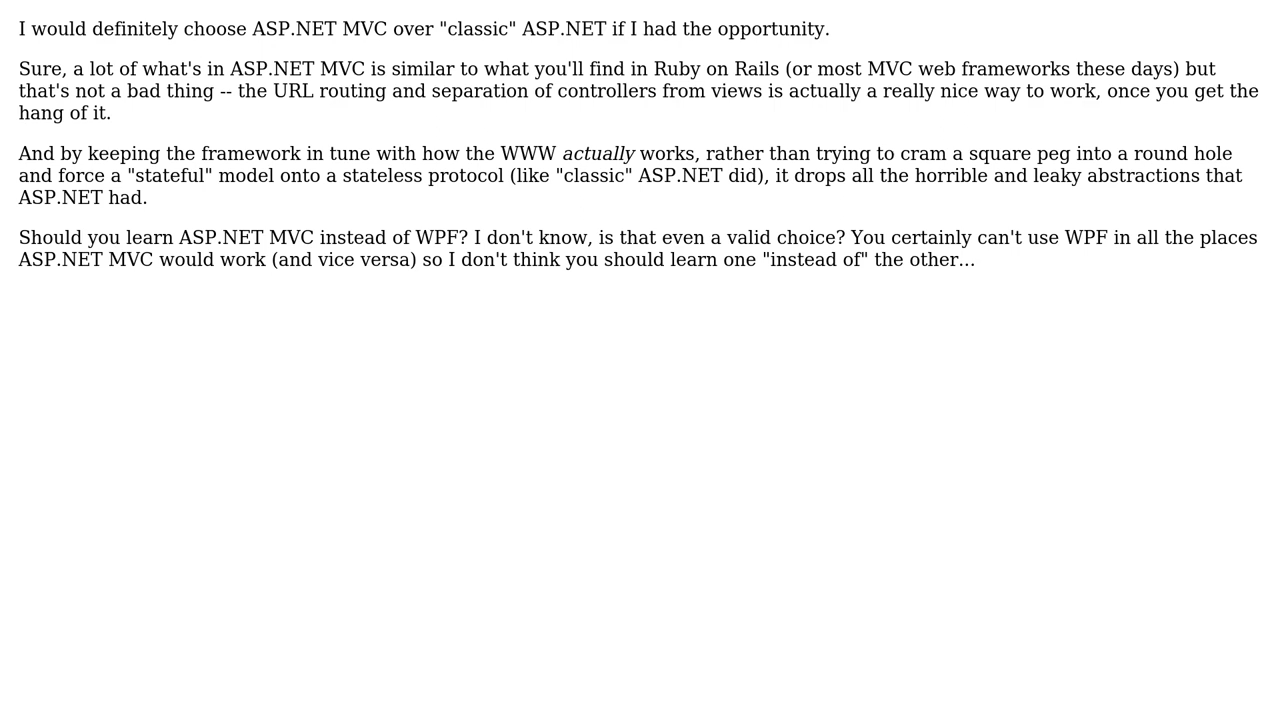 I would definitely choose ASP.NET MVC over "classic" ASP.NET if I had the opportunity.
Sure, a lot of what's in ASP.NET MVC is similar to what you'll find in Ruby on Rails (or most MVC web frameworks these days) but
that's not a bad thing -- the URL routing and separation of controllers from views is actually a really nice way to work, once you get the
hang of it.
And by keeping the framework in tune with how the WWW actually works, rather than trying to cram a square peg into a round hole
and force a "stateful" model onto a stateless protocol (like "classic" ASP.NET did), it drops all the horrible and leaky abstractions that
ASP.NET had.
Should you learn ASP.NET MVC instead of WPF? I don't know, is that even a valid choice? You certainly can't use WPF in all the places
ASP.NET MVC would work (and vice versa) so I don't think you should learn one "instead of" the other...